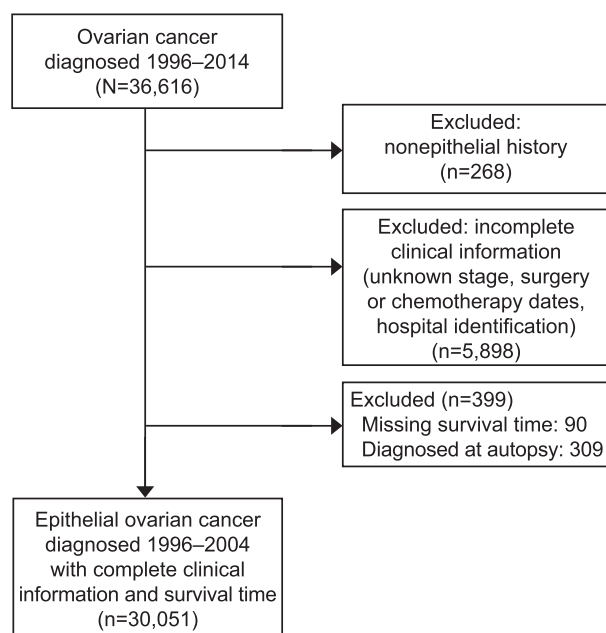 Ovarian cancer
diagnosed 1996–2014
(N=36,616)
Excluded:
nonepithelial history
(n=268)
Excluded: incomplete
clinical information
(unknown stage, surgery
or chemotherapy dates,
hospital identification)
(n=5,898)
Excluded (n=399)
Missing survival time: 90
Diagnosed at autopsy: 309
Epithelial ovarian cancer
diagnosed 1996–2004
with complete clinical
information and survival time
(n=30,051)